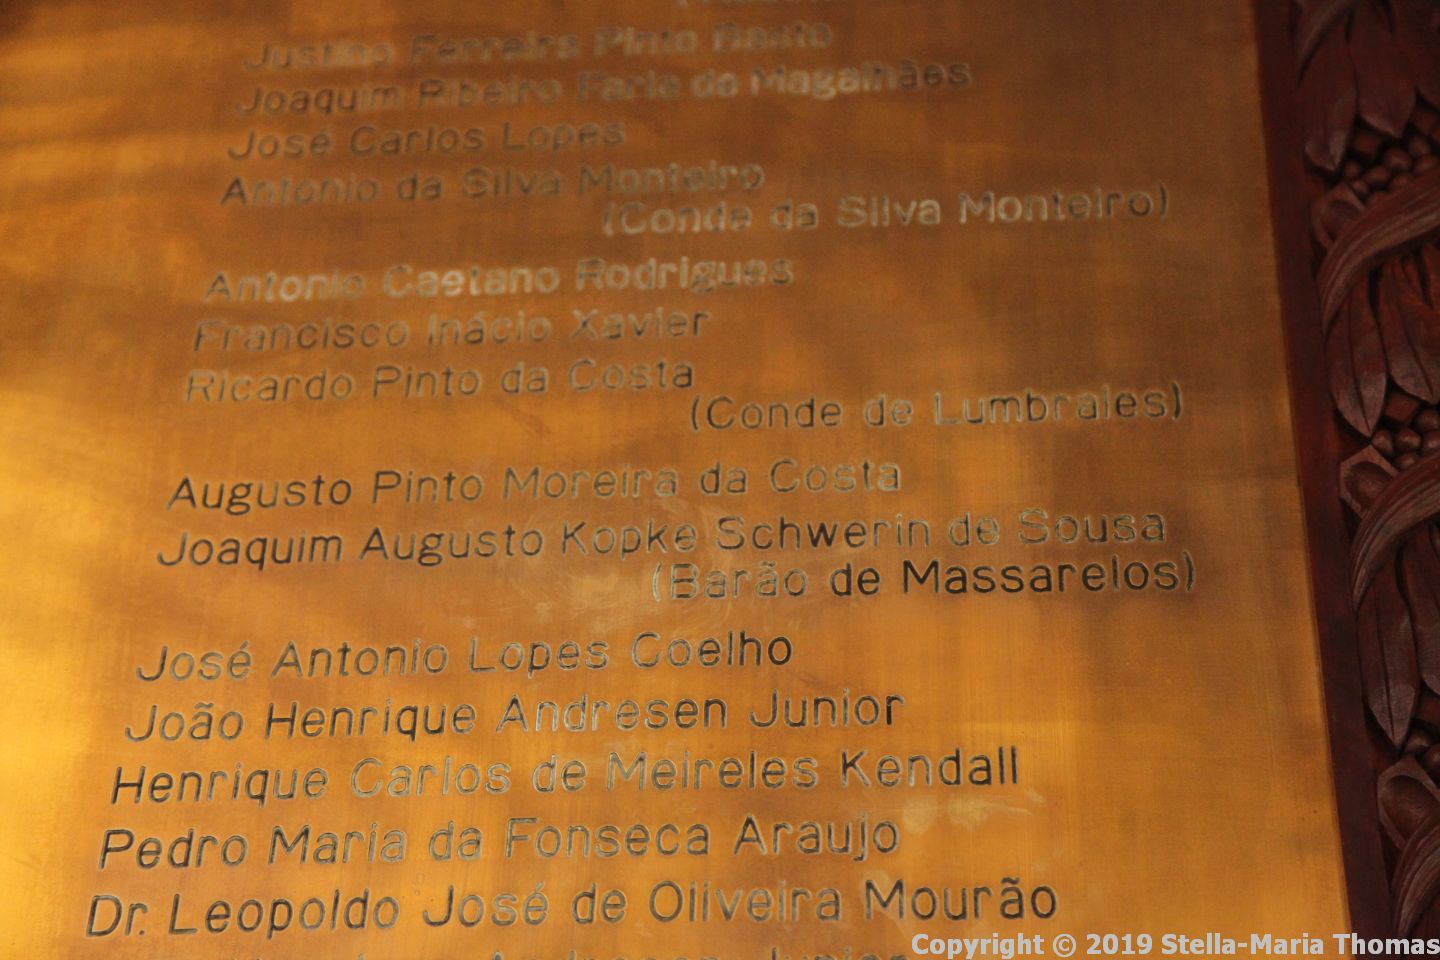 Justino Ferreira Pinto Basto
Joaquim Ribeiro Faria de Magalhães
José Carlos Lopes
Antonio da Silva Monteiro
(Conde da Silva Monteiro)
Antonio Caetano Rodrigues
Francisco Inácio Xavier
Ricardo Pinto da Costa
(Conde de Lumbrales)
Augusto Pinto Moreira da Costa
Joaquim Augusto Kopke Schwerin de Sousa
(Barão de Massarelos)
José Antonio Lopes Coelho
João Henrique Andresen Junior
Henrique Carlos de Meireles Kendall
Pedro Maria da Fonseca Araujo
Dr. Leopoldo José de Oliveira Mourão
Andresen Junior
Copyright © 2019 Stella-Maria Thomas